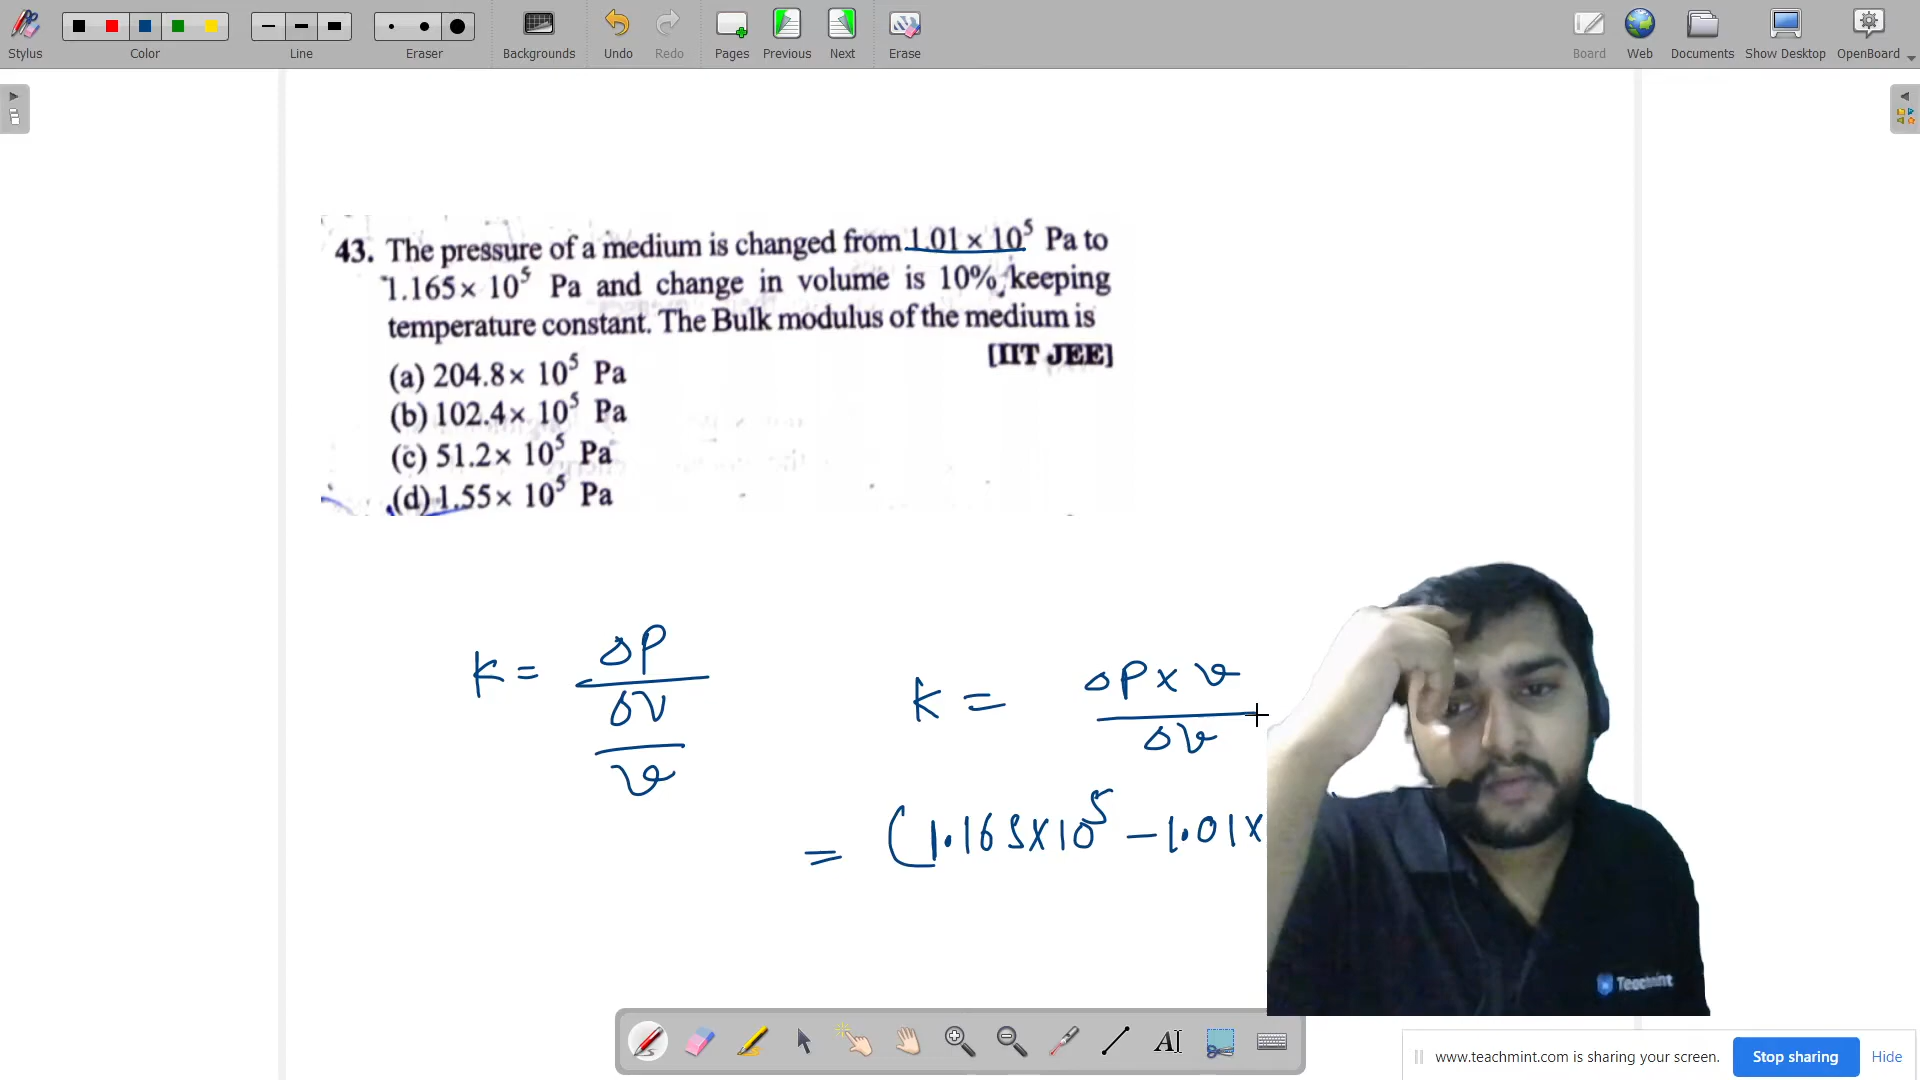 Stylus Color Line Eraser Backgrounds Undo Redo Pages Previous Next Erase Board Web Documents Show Desktop OpenBoard
43. The pressure of a medium is changed from 1.01 × 10⁵ Pa to
1.165 × 10⁵ Pa and change in volume is 10% keeping
temperature constant. The Bulk modulus of the medium is
[IIT JEE]
(a) 204.8 × 10⁵ Pa
(b) 102.4 × 10⁵ Pa
(c) 51.2 × 10⁵ Pa
(d) 1.55 × 10⁵ Pa
K = ΔP / (ΔV / V)
K = ΔP × V / ΔV
= (1.165 × 10⁵ – 1.01 ×
Teachmint
AI
www.teachmint.com is sharing your screen. Stop sharing Hide